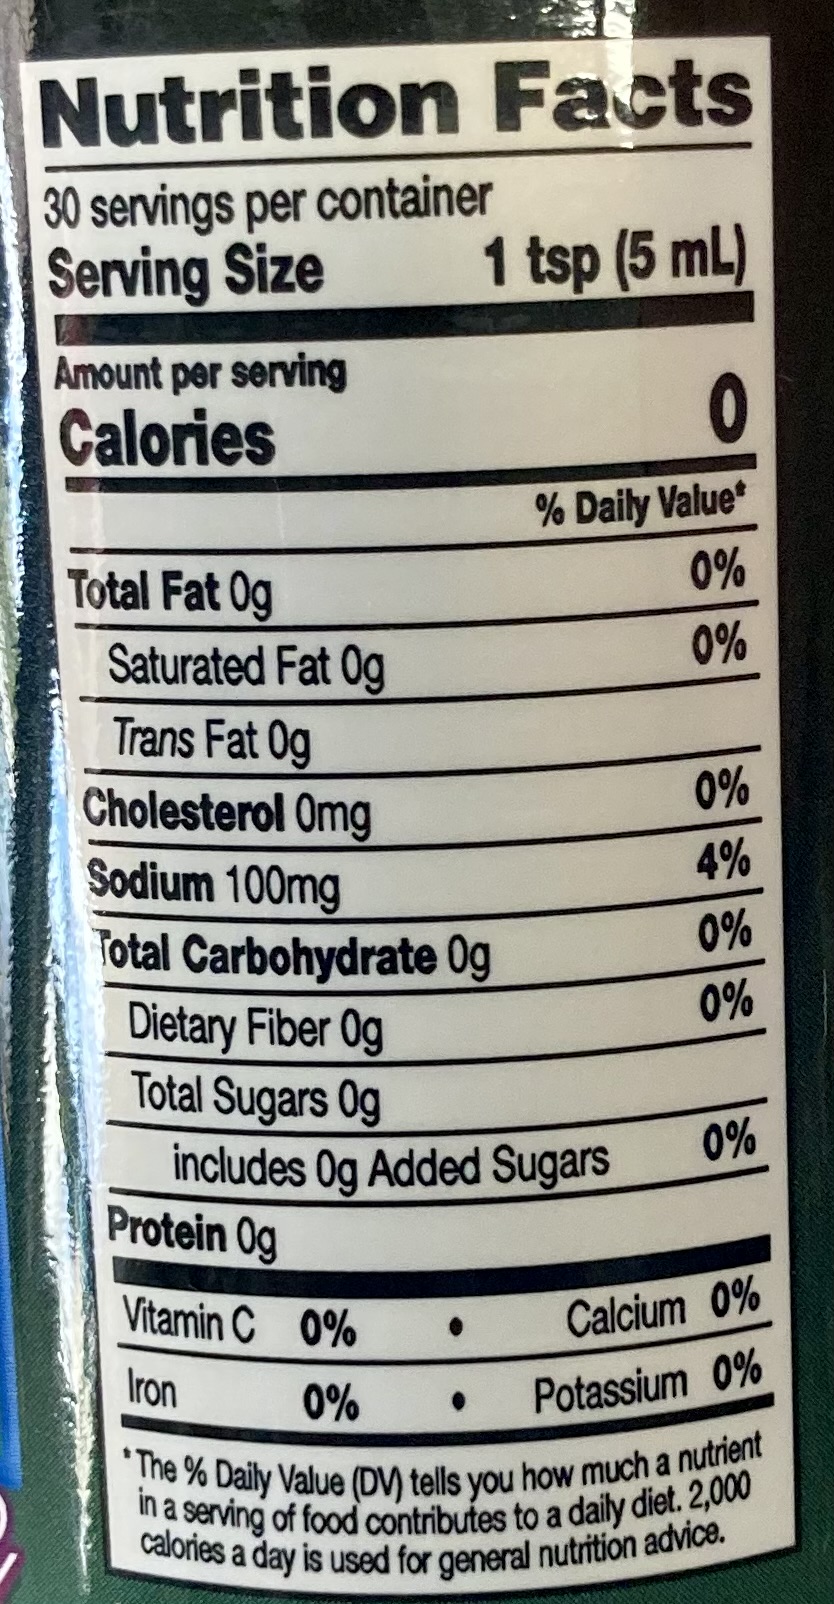 Nutrition Facts
30 servings per container
Serving Size 1 tsp (5 mL)
Amount per serving
Calories 0
% Daily Value*
Total Fat 0g 0%
Saturated Fat 0g 0%
Trans Fat 0g
Cholesterol 0mg 0%
Sodium 100mg 4%
Total Carbohydrate 0g 0%
Dietary Fiber 0g 0%
Total Sugars 0g
includes 0g Added Sugars 0%
Protein 0g
Vitamin C 0% • Calcium 0%
Iron 0% • Potassium 0%
*The % Daily Value (DV) tells you how much a nutrient
in a serving of food contributes to a daily diet. 2,000
calories a day is used for general nutrition advice.